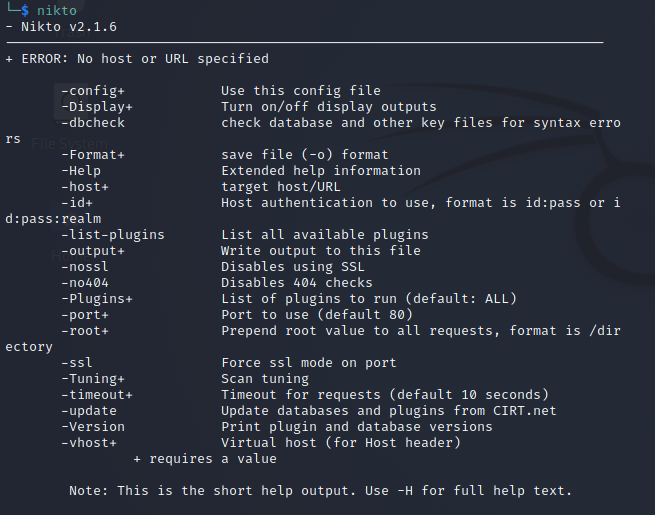 └─$ nikto
- Nikto v2.1.6
---------------------------------------------------------------------------
+ ERROR: No host or URL specified
-config+ Use this config file
-Display+ Turn on/off display outputs
-dbcheck check database and other key files for syntax erro
rs
File System
-Format+ save file (-o) format
-Help Extended help information
-host+ target host/URL
-id+ Host authentication to use, format is id:pass or i
d:pass:realm
-list-plugins List all available plugins
-output+ Write output to this file
-nossl Disables using SSL
-no404 Disables 404 checks
-Plugins+ List of plugins to run (default: ALL)
-port+ Port to use (default 80)
-root+ Prepend root value to all requests, format is /dir
ectory
-ssl Force ssl mode on port
-Tuning+ Scan tuning
-timeout+ Timeout for requests (default 10 seconds)
-update Update databases and plugins from CIRT.net
-Version Print plugin and database versions
-vhost+ Virtual host (for Host header)
+ requires a value
Note: This is the short help output. Use -H for full help text.